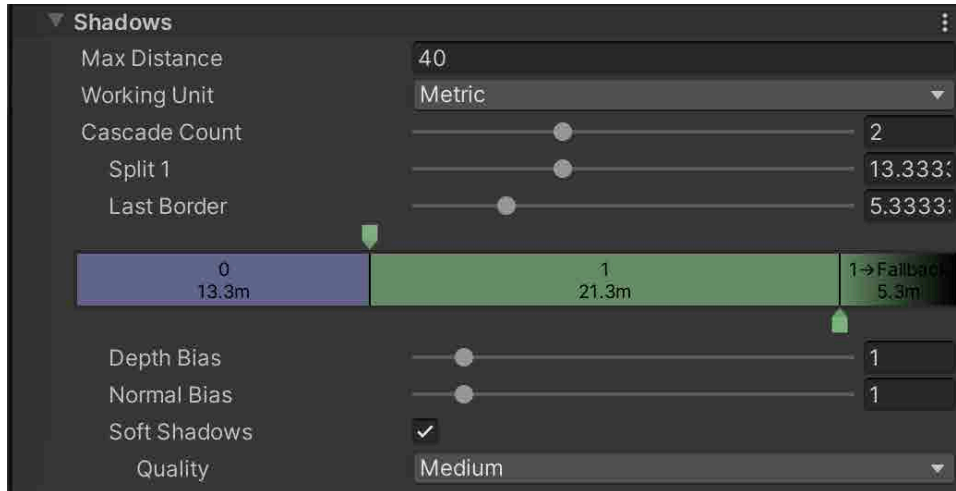 Shadows
Max Distance 40
Working Unit Metric
Cascade Count 2
Split 1 13.3333
Last Border 5.3333
0 1 1→Fallback
13.3m 21.3m 5.3m
Depth Bias 1
Normal Bias 1
Soft Shadows
Quality Medium